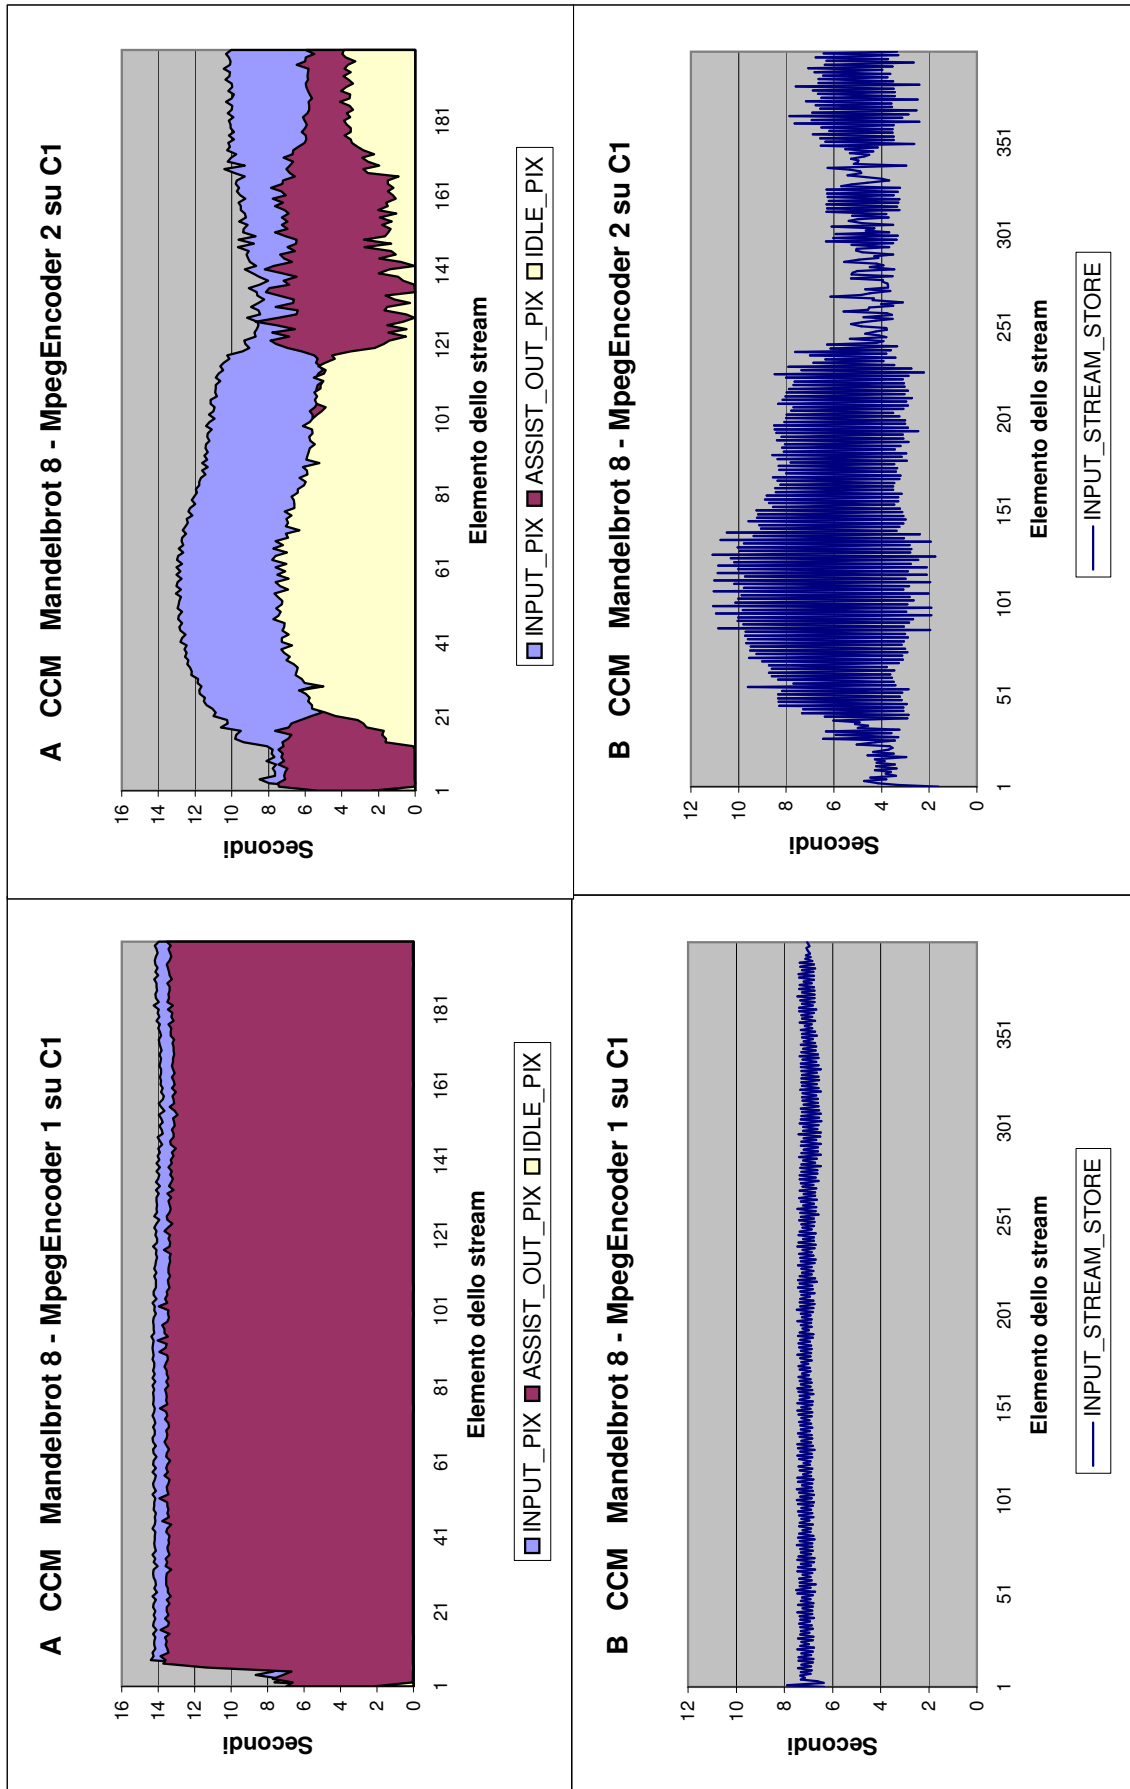 A CCM Mandelbrot 8 - MpegEncoder 1 su C1
16
14
12
10
8
6
4
2
0
Secondi
1 21 41 61 81 101 121 141 161 181
Elemento dello stream
INPUT_PIX ASSIST_OUT_PIX IDLE_PIX
A CCM Mandelbrot 8 - MpegEncoder 2 su C1
16
14
12
10
8
6
4
2
0
Secondi
1 21 41 61 81 101 121 141 161 181
Elemento dello stream
INPUT_PIX ASSIST_OUT_PIX IDLE_PIX
B CCM Mandelbrot 8 - MpegEncoder 1 su C1
12
10
8
6
4
2
0
Secondi
1 51 101 151 201 251 301 351
Elemento dello stream
INPUT_STREAM_STORE
B CCM Mandelbrot 8 - MpegEncoder 2 su C1
12
10
8
6
4
2
0
Secondi
1 51 101 151 201 251 301 351
Elemento dello stream
INPUT_STREAM_STORE